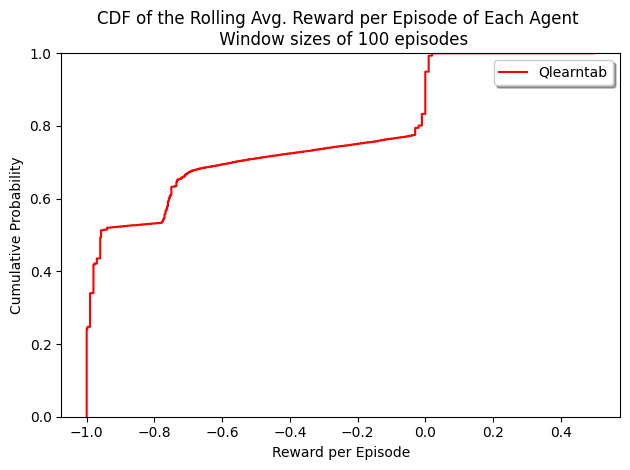 CDF of the Rolling Avg. Reward per Episode of Each Agent
Window sizes of 100 episodes
Qlearntab
1.0
0.8
0.6
0.4
0.2
0.0
Cumulative Probability
−1.0 −0.8 −0.6 −0.4 −0.2 0.0 0.2 0.4
Reward per Episode